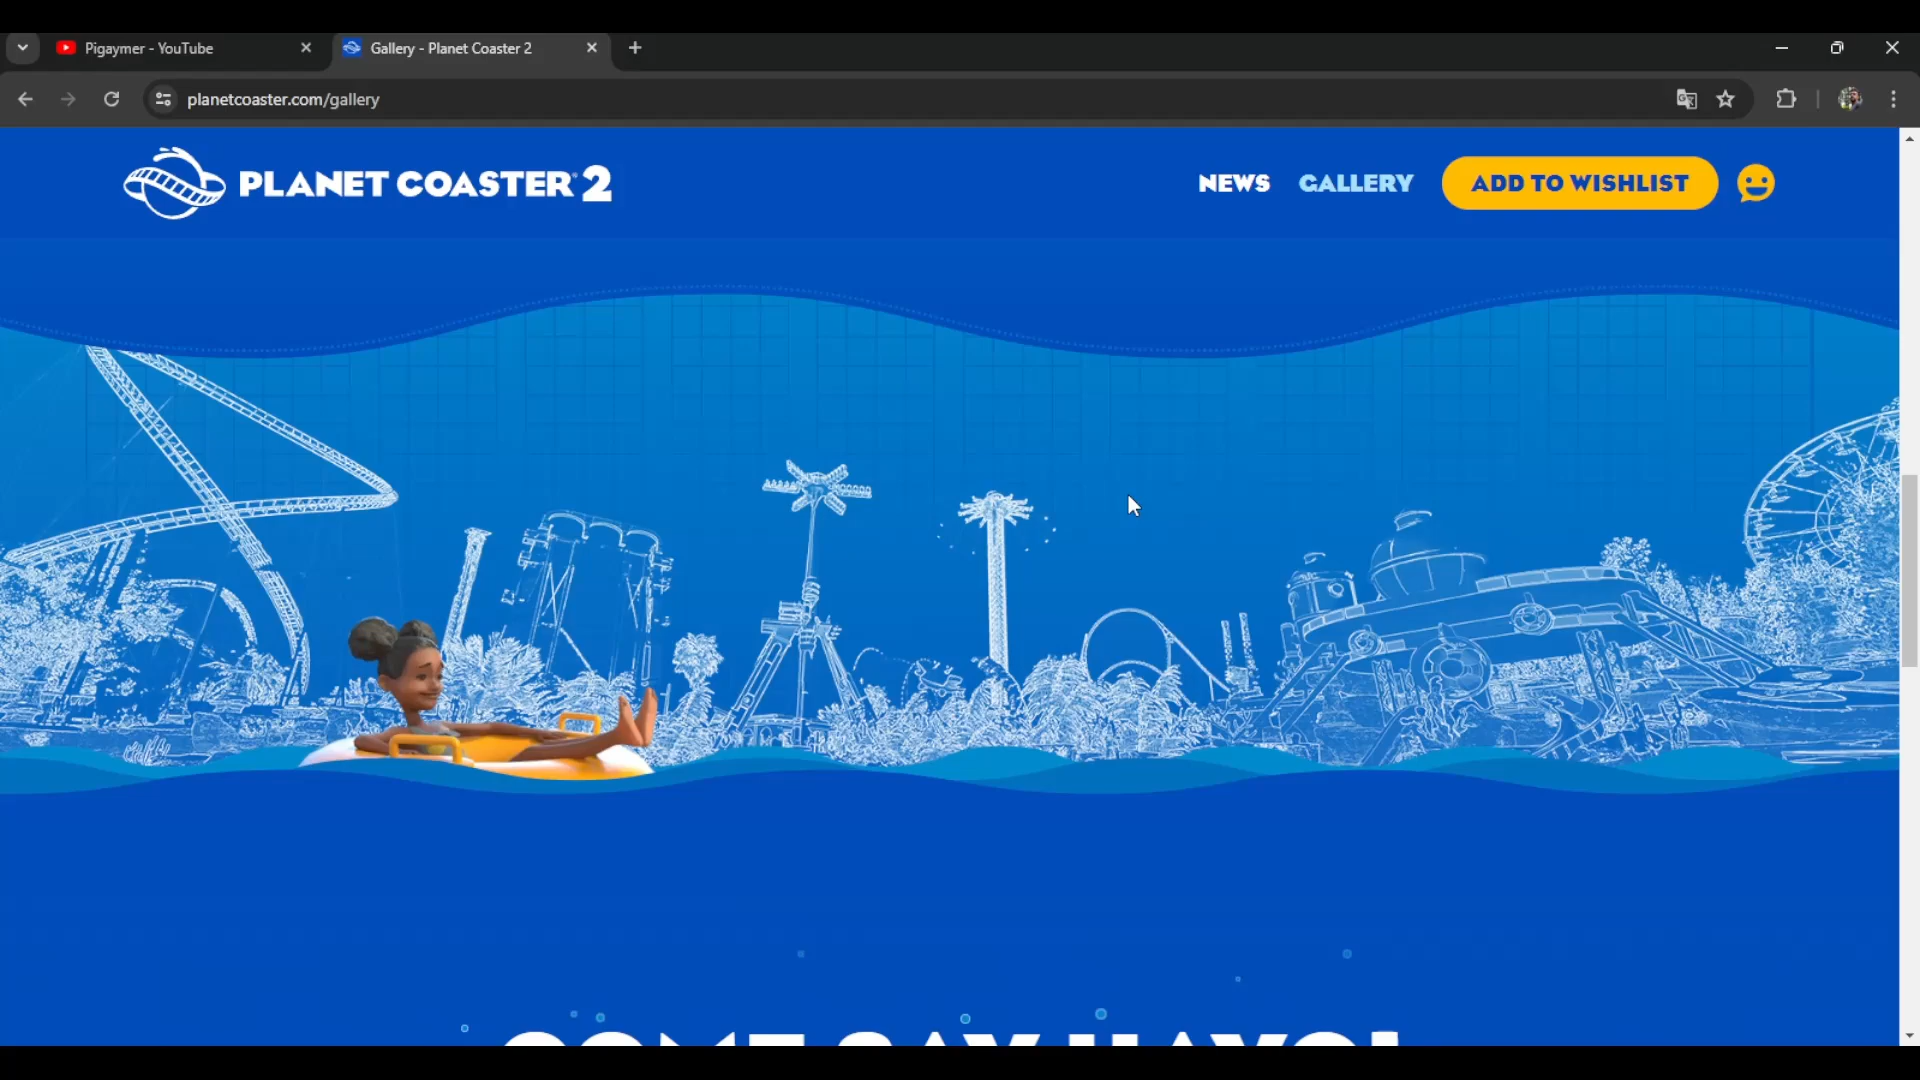 Pigaymer - YouTube
Gallery - Planet Coaster 2
planetcoaster.com/gallery
PLANET COASTER 2
NEWS
GALLERY
ADD TO WISHLIST